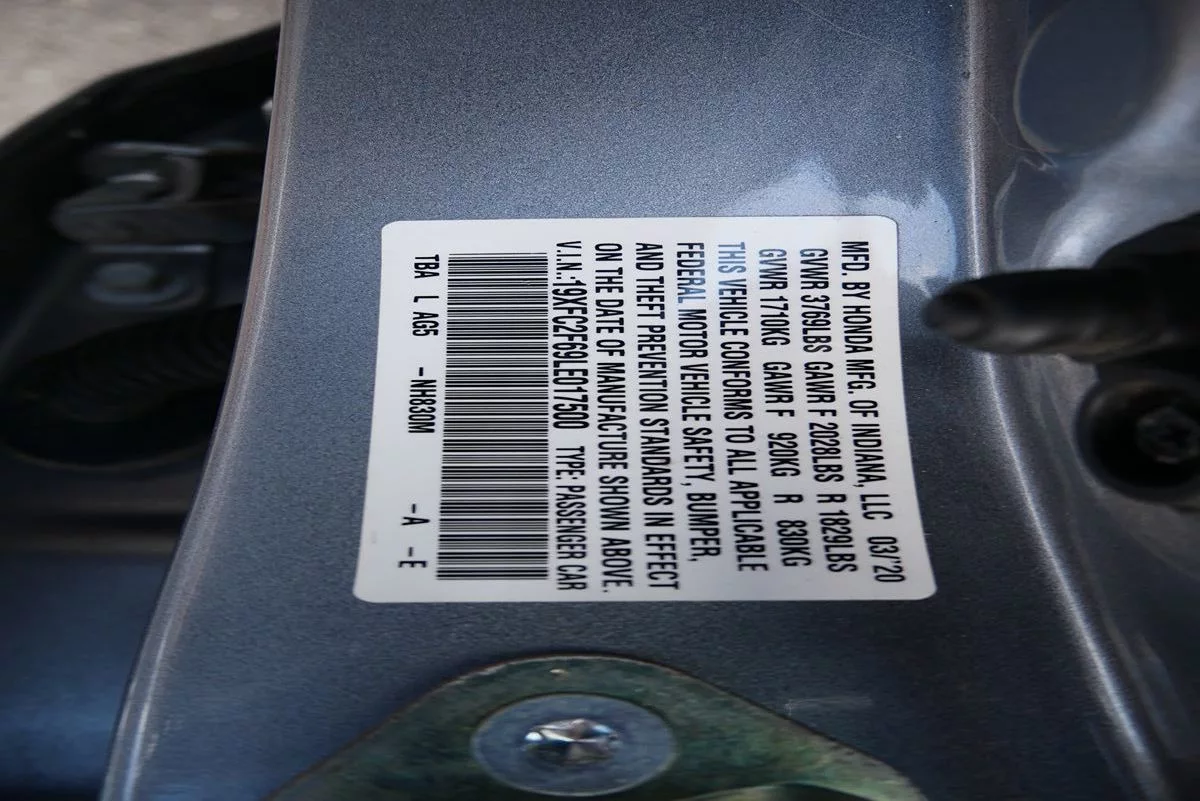 MFD. BY HONDA MFG. OF INDIANA, LLC 03/'20
GVWR 3769LBS GAWR F 2028LBS R 1829LBS
GVWR 1710KG GAWR F 920KG R 830KG
THIS VEHICLE CONFORMS TO ALL APPLICABLE
FEDERAL MOTOR VEHICLE SAFETY, BUMPER,
AND THEFT PREVENTION STANDARDS IN EFFECT
ON THE DATE OF MANUFACTURE SHOWN ABOVE.
V.I.N.:19XFC2F69LE017500 TYPE: PASSENGER CAR
TBA L AG5 -NH830M -A -E